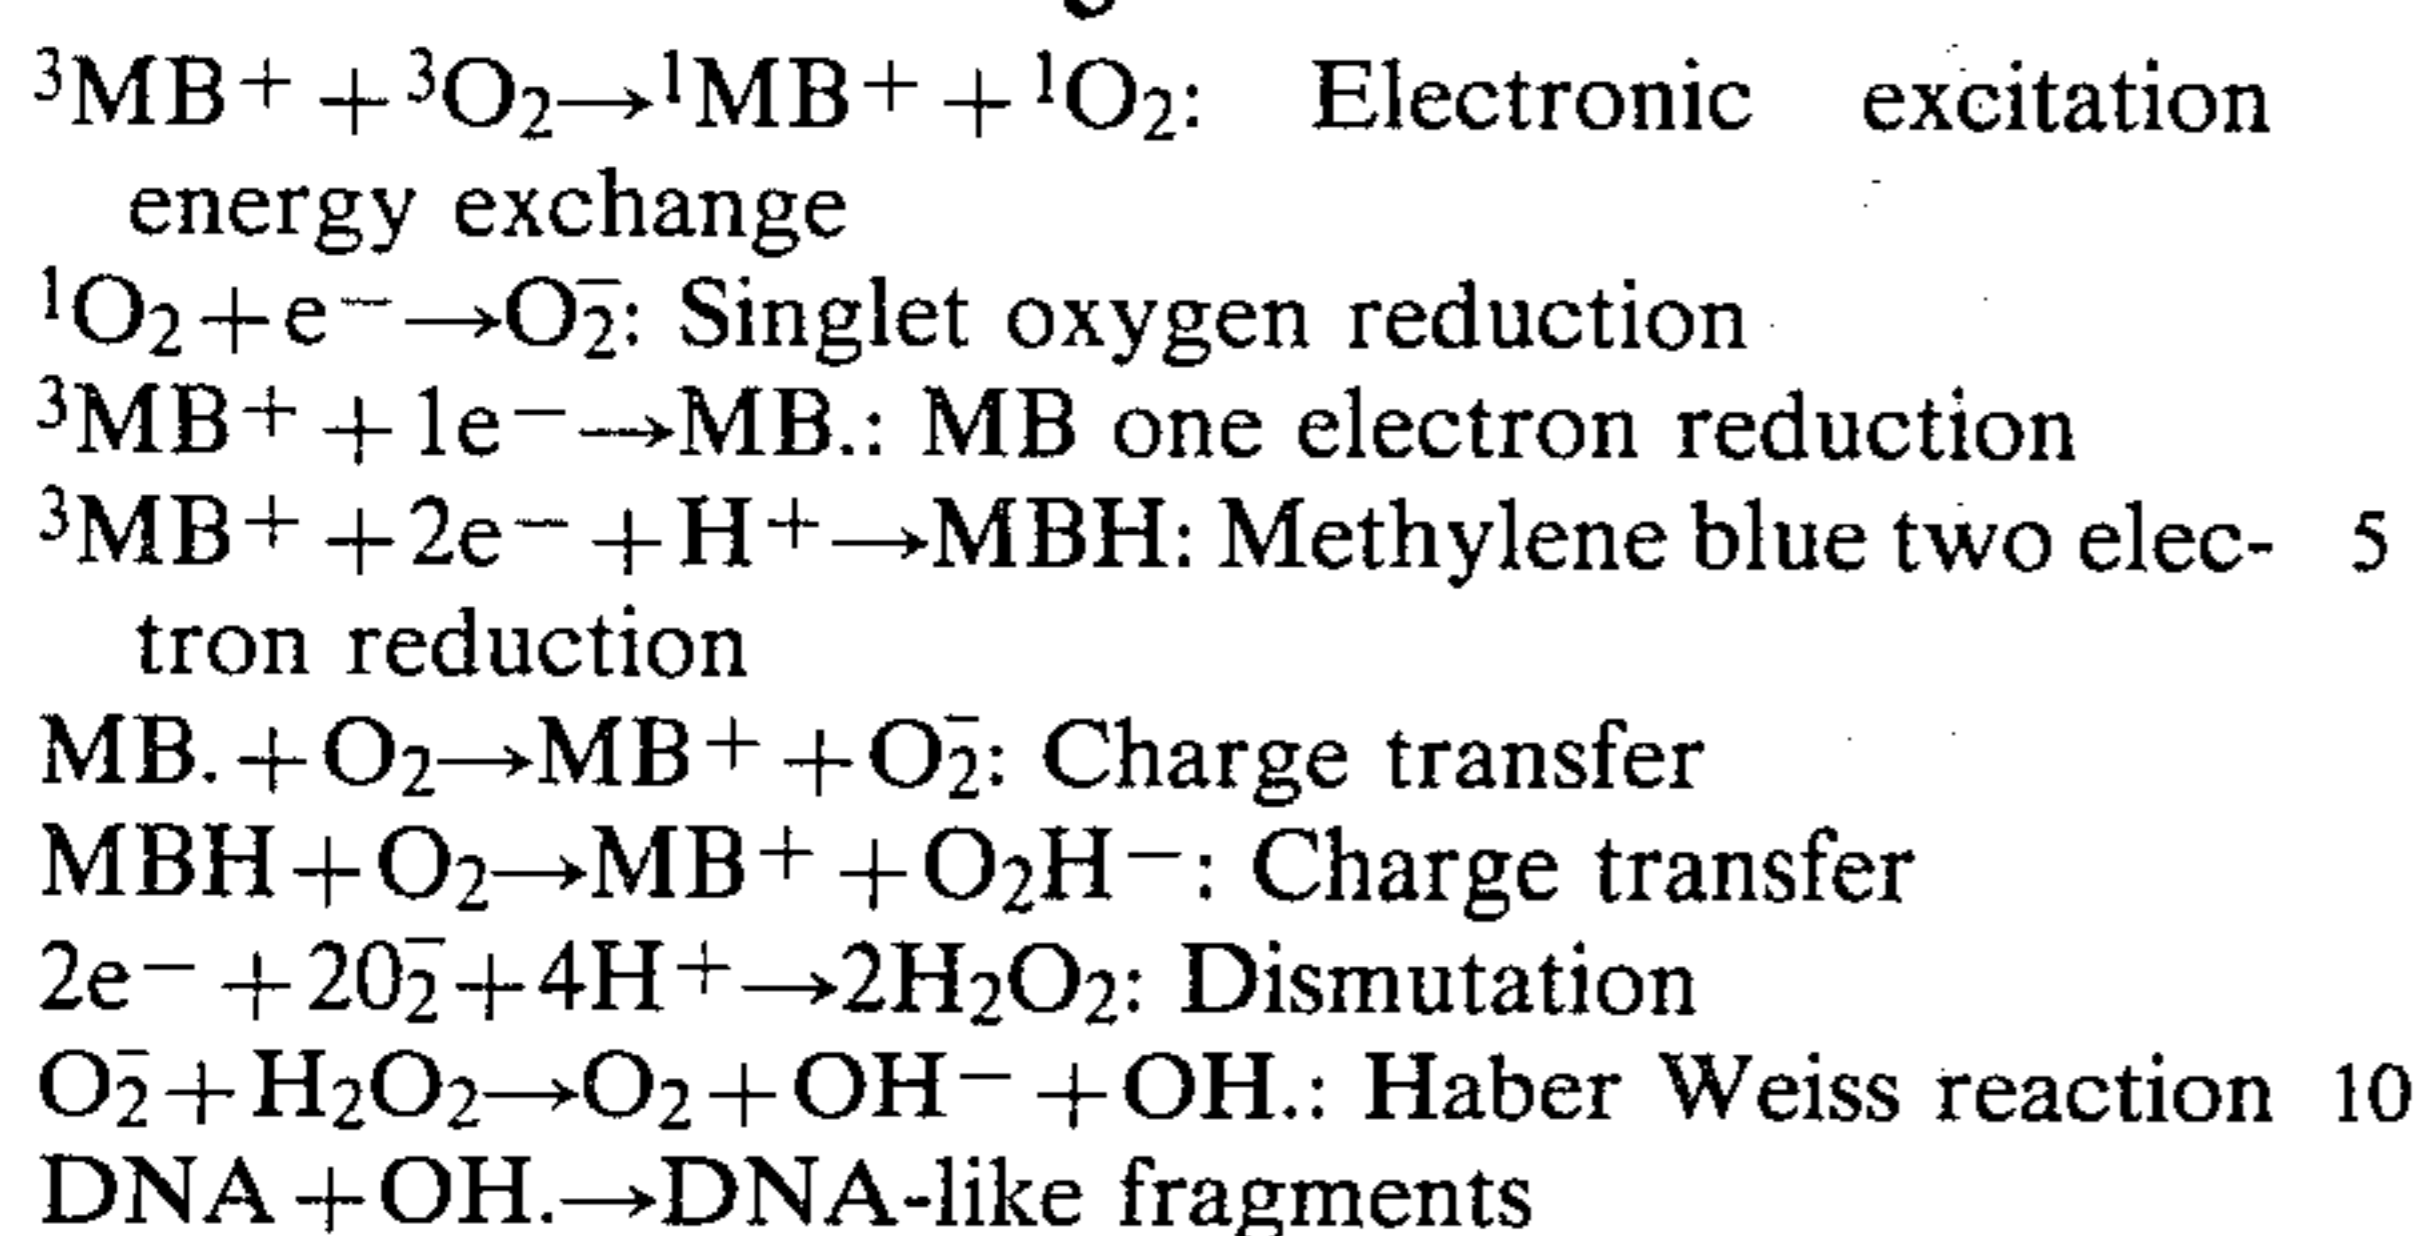 ³MB⁺ + ³O₂→¹MB⁺ + ¹O₂: Electronic excitation
energy exchange
¹O₂+e⁻→O₂⁻: Singlet oxygen reduction
³MB⁺ +1e⁻→MB.: MB one electron reduction
³MB⁺ +2e⁻ +H⁺→MBH: Methylene blue two elec- 5
tron reduction
MB.+O₂→MB⁺ +O₂⁻: Charge transfer
MBH+O₂→MB⁺ +O₂H⁻: Charge transfer
2e⁻ +20₂⁻+4H⁺→2H₂O₂: Dismutation
O₂⁻+H₂O₂→O₂+OH⁻ +OH.: Haber Weiss reaction 10
DNA+OH.→DNA-like fragments